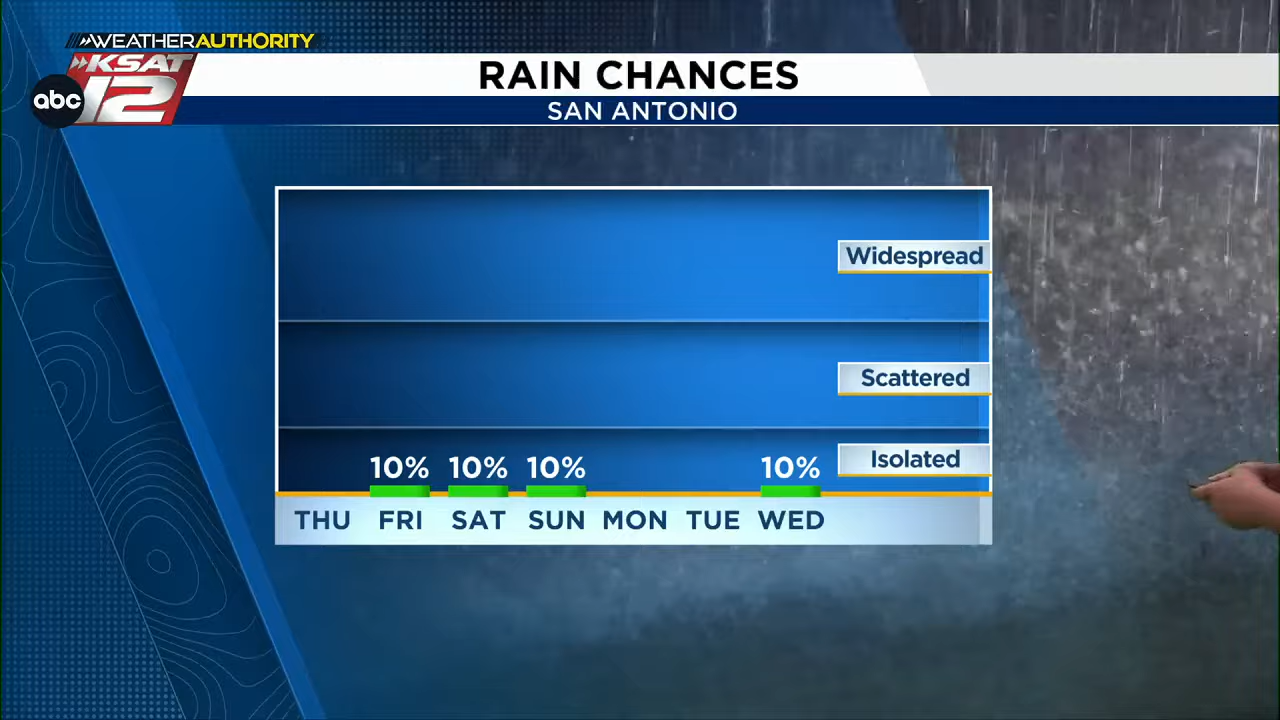 WEATHERAUTHORITY
KSAT
abc 12
RAIN CHANCES
SAN ANTONIO
Widespread
Scattered
Isolated
10% 10% 10% 10%
THU FRI SAT SUN MON TUE WED